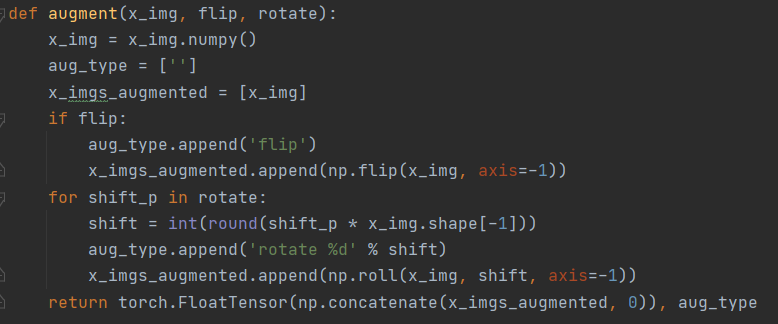 def augment(x_img, flip, rotate):
    x_img = x_img.numpy()
    aug_type = ['']
    x_imgs_augmented = [x_img]
    if flip:
        aug_type.append('flip')
        x_imgs_augmented.append(np.flip(x_img, axis=-1))
    for shift_p in rotate:
        shift = int(round(shift_p * x_img.shape[-1]))
        aug_type.append('rotate %d' % shift)
        x_imgs_augmented.append(np.roll(x_img, shift, axis=-1))
    return torch.FloatTensor(np.concatenate(x_imgs_augmented, 0)), aug_type